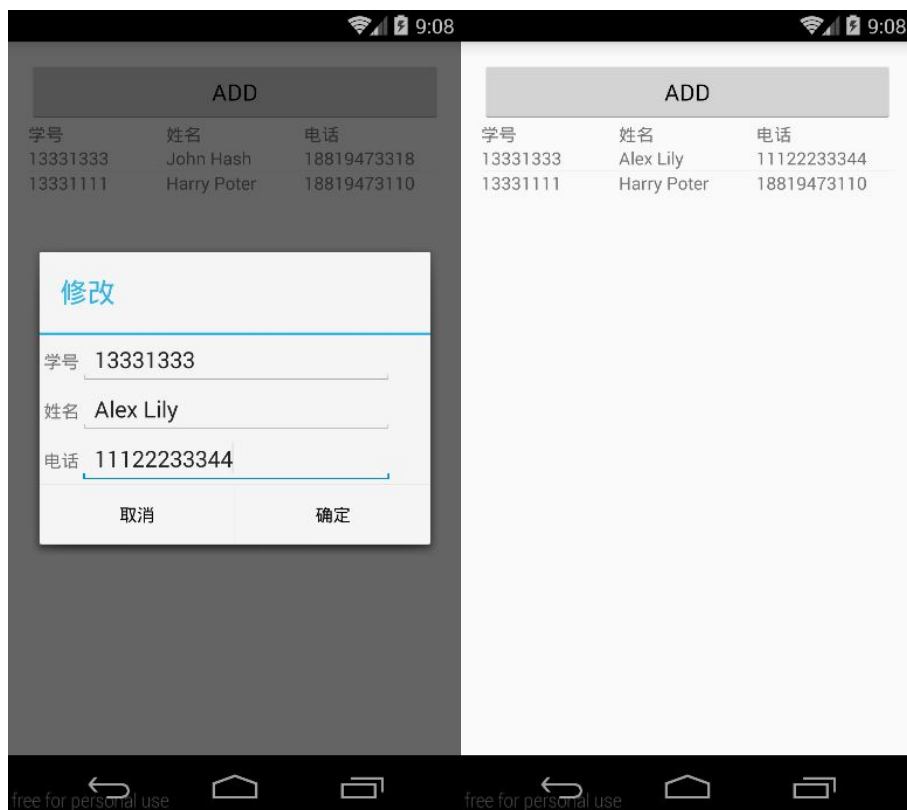 9:08
ADD
学号 姓名 电话
13331333 John Hash 18819473318
13331111 Harry Poter 18819473110
修改
学号 13331333
姓名 Alex Lily
电话 11122233344
取消 确定
free for personal use
9:08
ADD
学号 姓名 电话
13331333 Alex Lily 11122233344
13331111 Harry Poter 18819473110
free for personal use